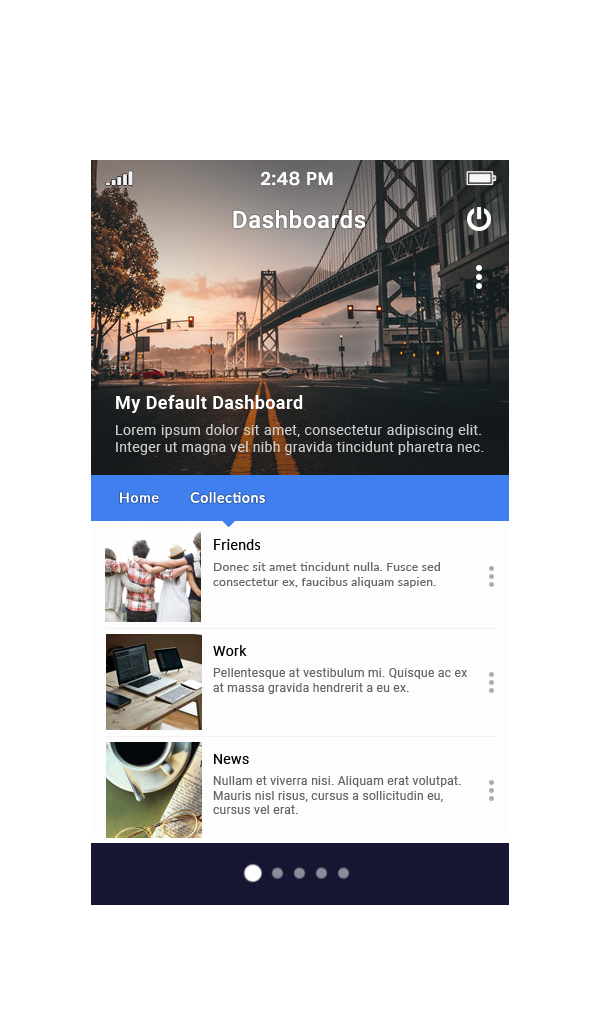 2:48 PM
Dashboards
My Default Dashboard
Lorem ipsum dolor sit amet, consectetur adipiscing elit.
Integer ut magna vel nibh gravida tincidunt pharetra nec.
Home Collections
Friends
Donec sit amet tincidunt nulla. Fusce sed
consectetur ex, faucibus aliquam sapien.
Work
Pellentesque at vestibulum mi. Quisque ac ex
at massa gravida hendrerit a eu ex.
News
Nullam et viverra nisi. Aliquam erat volutpat.
Mauris nisl risus, cursus a sollicitudin eu,
cursus vel erat.